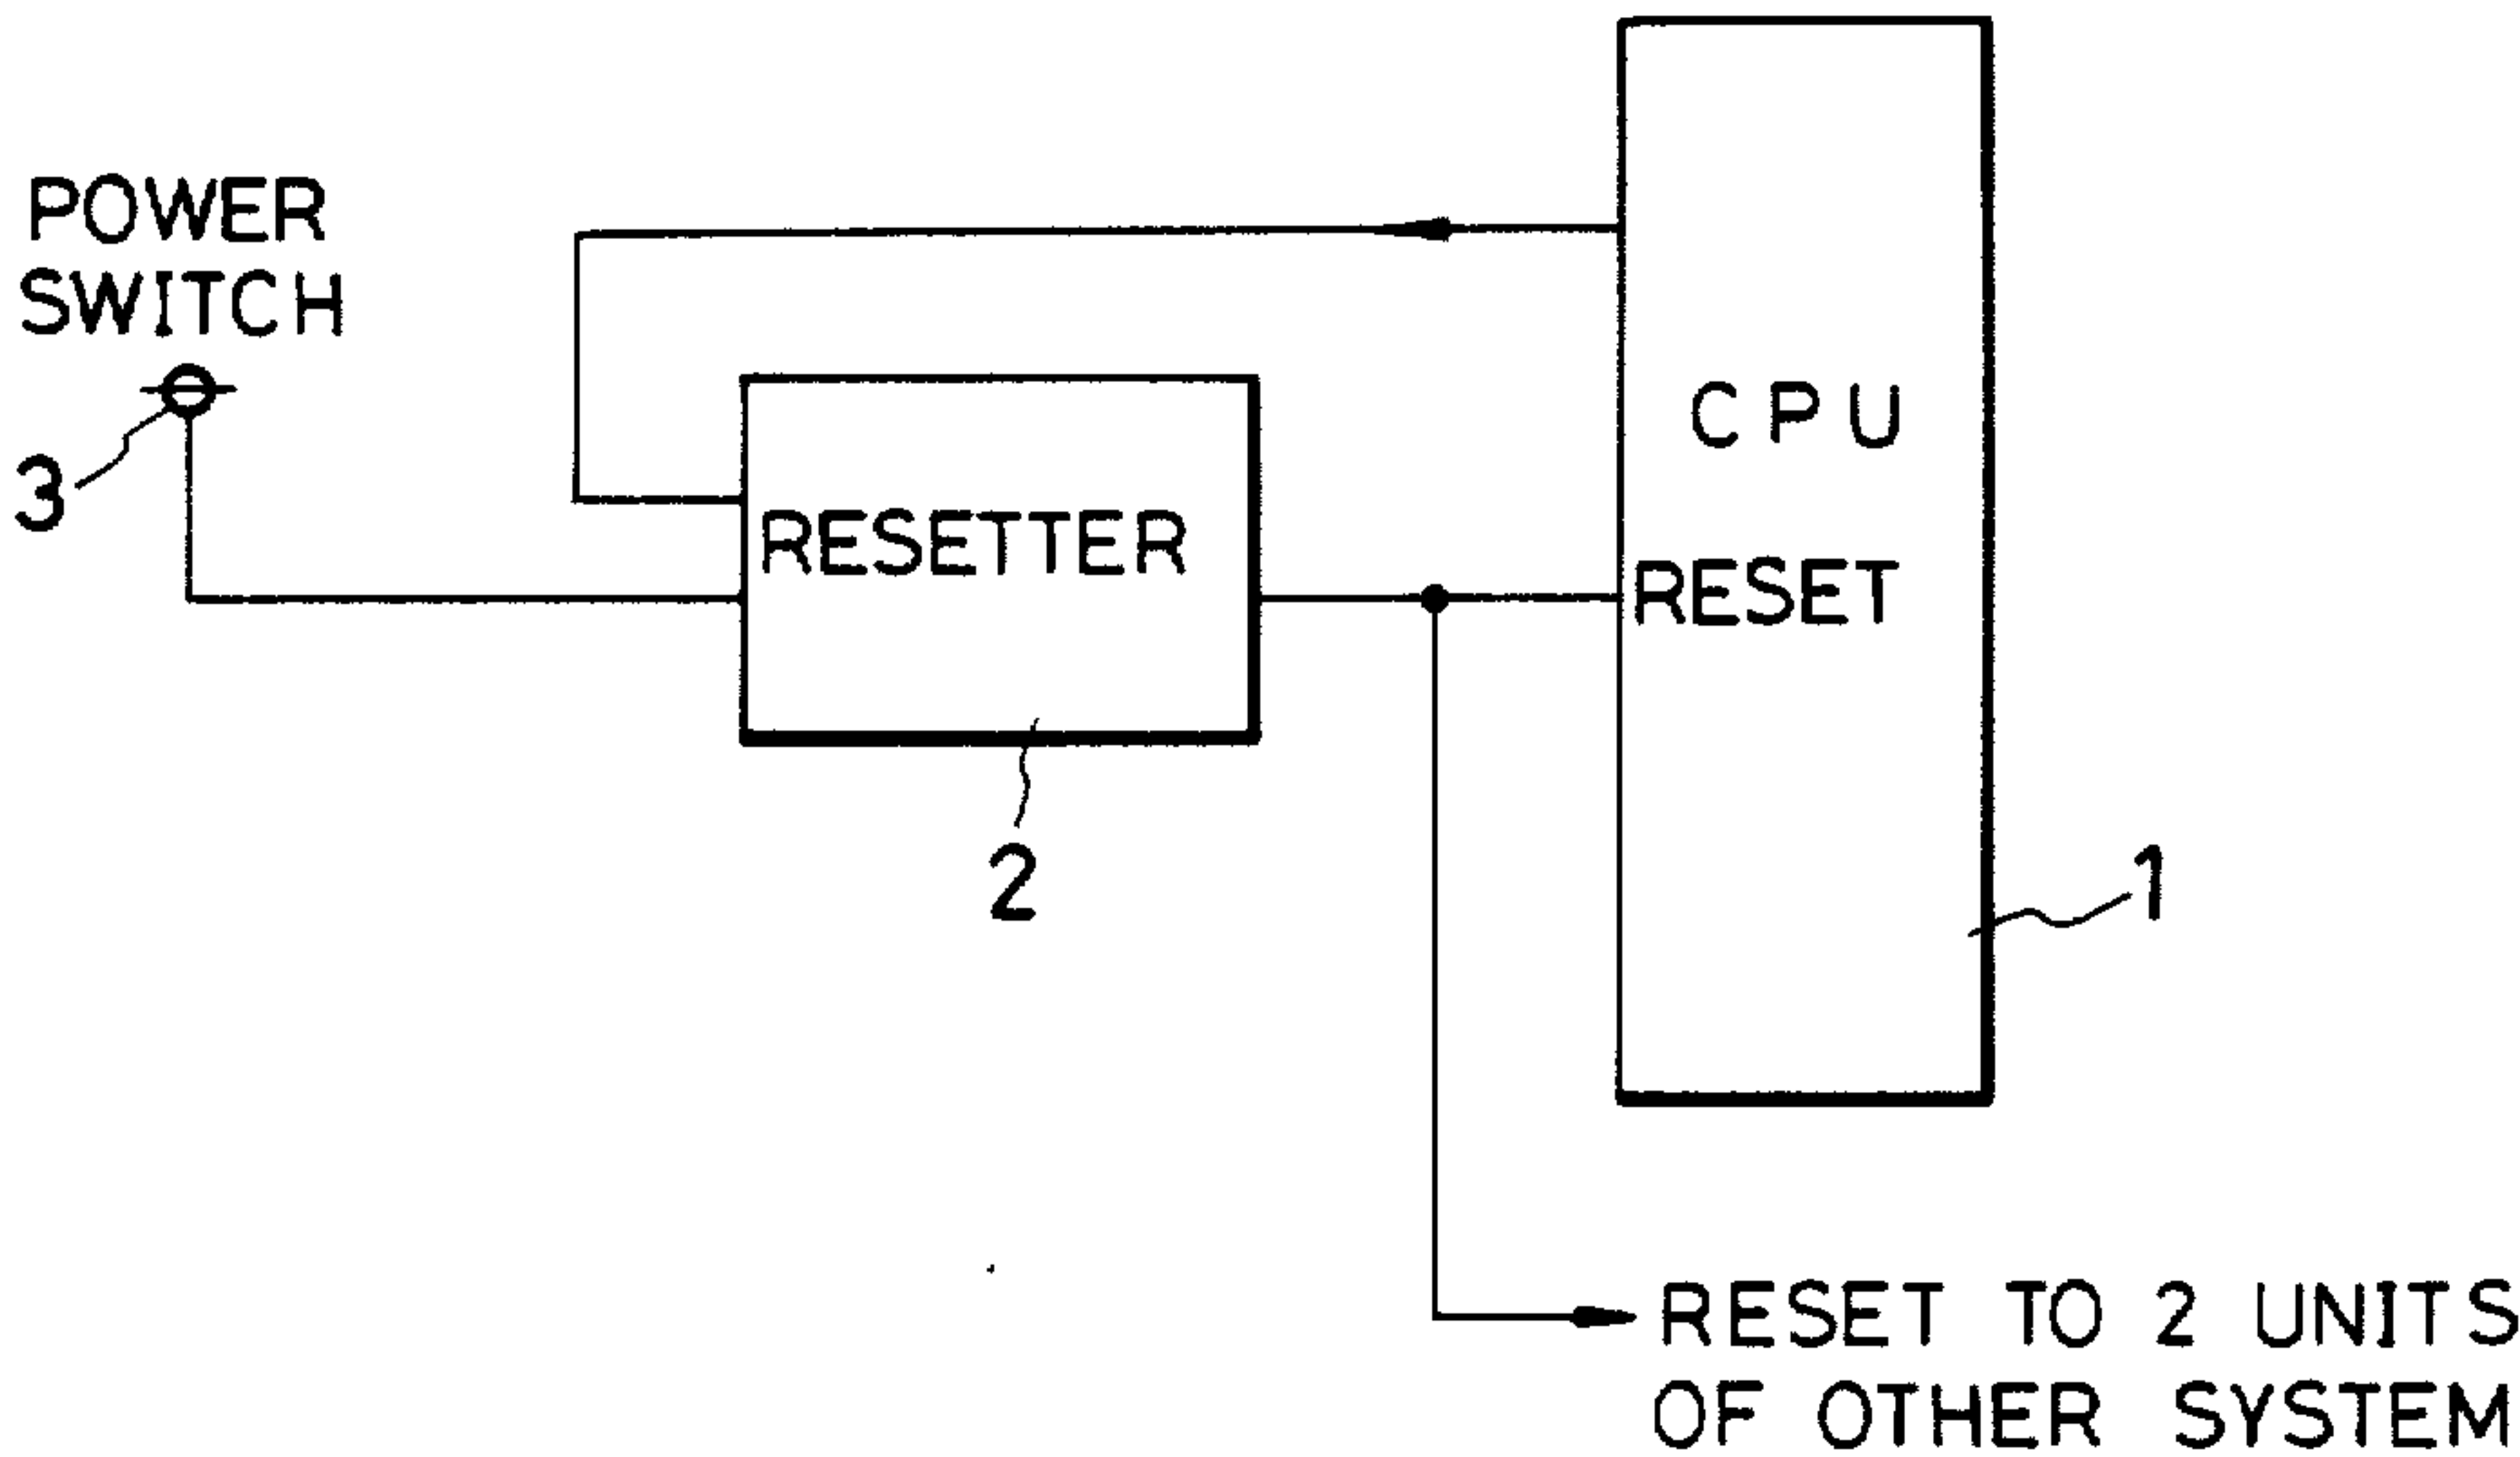 POWER
SWITCH
3
RESETTER
2
CPU
RESET
1
RESET TO 2 UNITS
OF OTHER SYSTEM